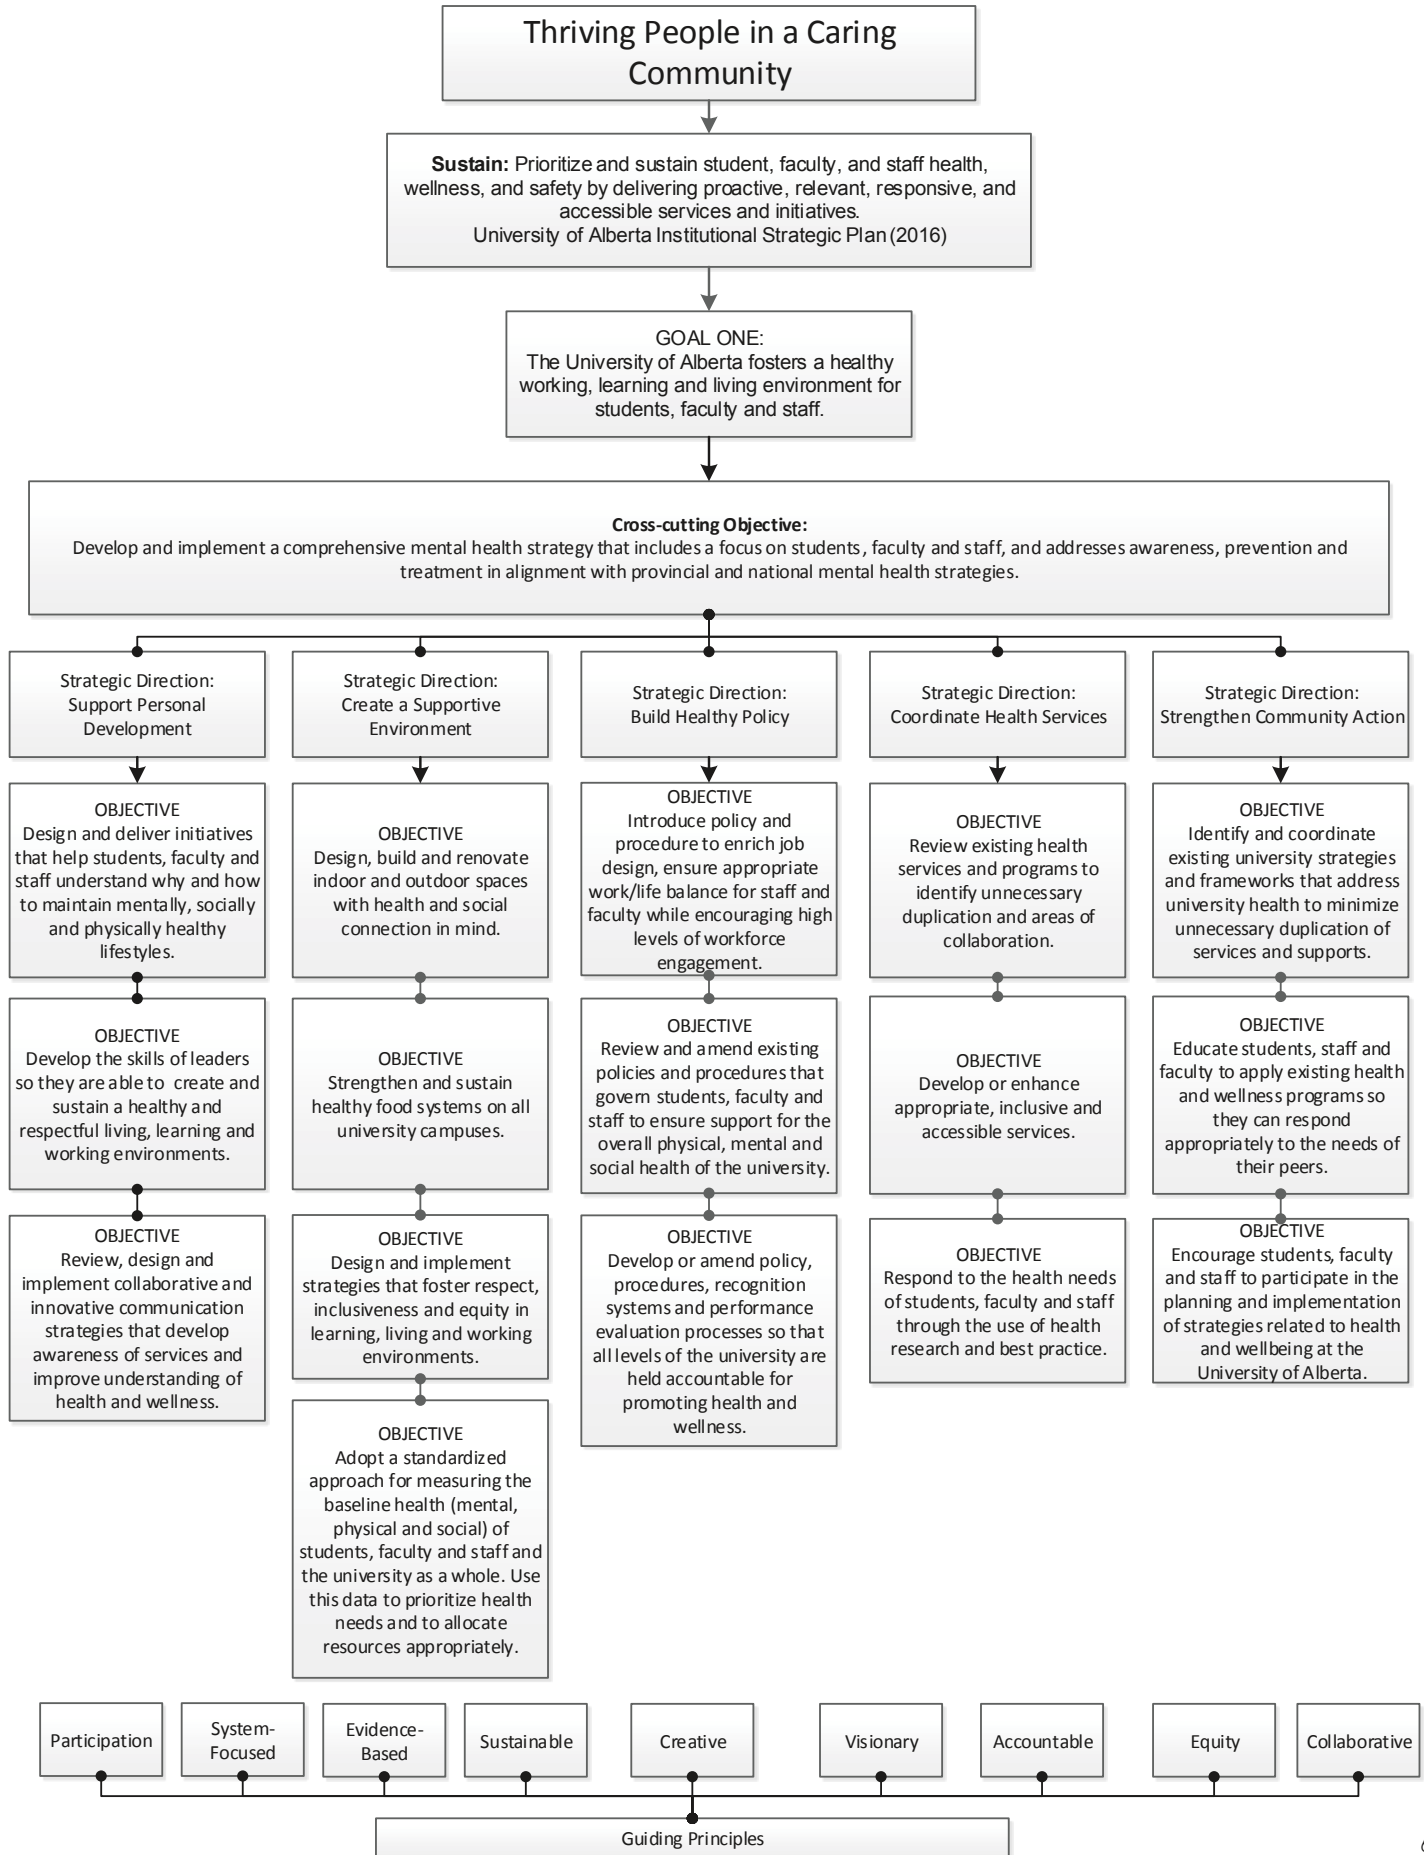 Thriving People in a Caring
Community
Sustain: Prioritize and sustain student, faculty, and staff health,
wellness, and safety by delivering proactive, relevant, responsive, and
accessible services and initiatives.
University of Alberta Institutional Strategic Plan (2016)
GOAL ONE:
The University of Alberta fosters a healthy
working, learning and living environment for
students, faculty and staff.
Cross-cutting Objective:
Develop and implement a comprehensive mental health strategy that includes a focus on students, faculty and staff, and addresses awareness, prevention and
treatment in alignment with provincial and national mental health strategies.
Strategic Direction:
Support Personal
Development
OBJECTIVE
Design and deliver initiatives
that help students, faculty and
staff understand why and how
to maintain mentally, socially
and physically healthy
lifestyles.
OBJECTIVE
Develop the skills of leaders
so they are able to create and
sustain a healthy and
respectful living, learning and
working environments.
OBJECTIVE
Review, design and
implement collaborative and
innovative communication
strategies that develop
awareness of services and
improve understanding of
health and wellness.
Strategic Direction:
Create a Supportive
Environment
OBJECTIVE
Design, build and renovate
indoor and outdoor spaces
with health and social
connection in mind.
OBJECTIVE
Strengthen and sustain
healthy food systems on all
university campuses.
OBJECTIVE
Design and implement
strategies that foster respect,
inclusiveness and equity in
learning, living and working
environments.
OBJECTIVE
Adopt a standardized
approach for measuring the
baseline health (mental,
physical and social) of
students, faculty and staff and
the university as a whole. Use
this data to prioritize health
needs and to allocate
resources appropriately.
Strategic Direction:
Build Healthy Policy
OBJECTIVE
Introduce policy and
procedure to enrich job
design, ensure appropriate
work/life balance for staff and
faculty while encouraging high
levels of workforce
engagement.
OBJECTIVE
Review and amend existing
policies and procedures that
govern students, faculty and
staff to ensure support for the
overall physical, mental and
social health of the university.
OBJECTIVE
Develop or amend policy,
procedures, recognition
systems and performance
evaluation processes so that
all levels of the university are
held accountable for
promoting health and
wellness.
Strategic Direction:
Coordinate Health Services
OBJECTIVE
Review existing health
services and programs to
identify unnecessary
duplication and areas of
collaboration.
OBJECTIVE
Develop or enhance
appropriate, inclusive and
accessible services.
OBJECTIVE
Respond to the health needs
of students, faculty and staff
through the use of health
research and best practice.
Strategic Direction:
Strengthen Community Action
OBJECTIVE
Identify and coordinate
existing university strategies
and frameworks that address
university health to minimize
unnecessary duplication of
services and supports.
OBJECTIVE
Educate students, staff and
faculty to apply existing health
and wellness programs so
they can respond
appropriately to the needs of
their peers.
OBJECTIVE
Encourage students, faculty
and staff to participate in the
planning and implementation
of strategies related to health
and wellbeing at the
University of Alberta.
Participation
System-
Focused
Evidence-
Based
Sustainable
Creative
Visionary
Accountable
Equity
Collaborative
Guiding Principles